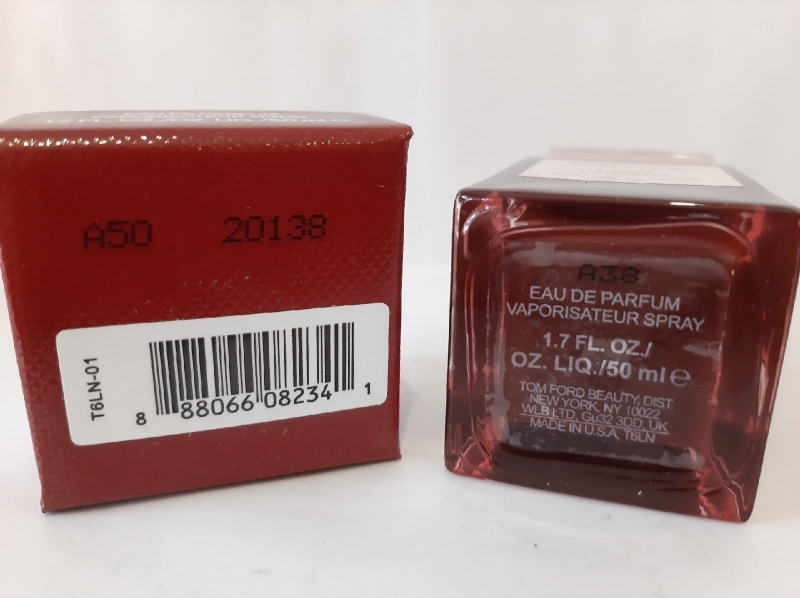 A50 20138
T6LN-01
8 88066 08234 1
A38
EAU DE PARFUM
VAPORISATEUR SPRAY
1.7 FL. OZ./
OZ. LIQ./50 ml ℮
TOM FORD BEAUTY, DIST
NEW YORK, NY 10022
WLB LTD, GU32 3DD, UK
MADE IN U.S.A. T6LN